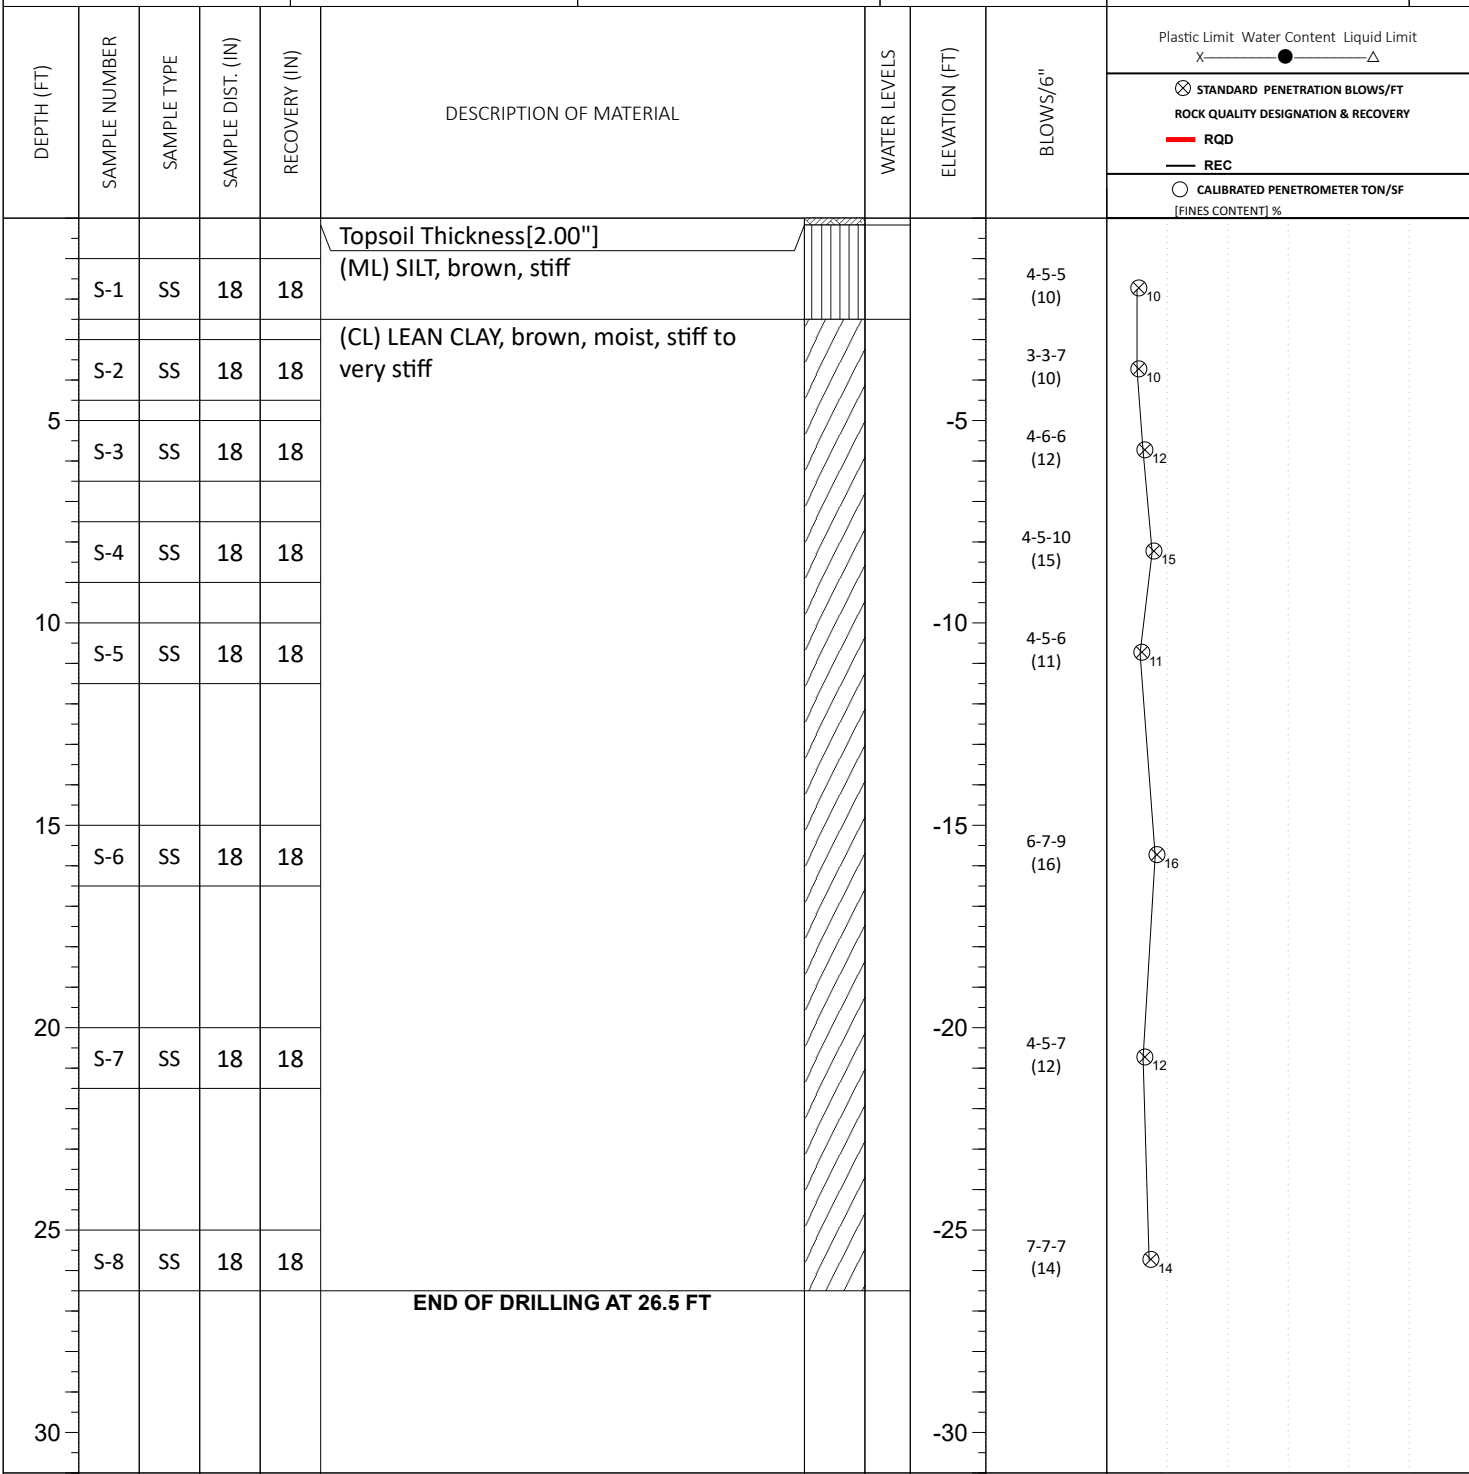 DEPTH (FT)
SAMPLE NUMBER
SAMPLE TYPE
SAMPLE DIST. (IN)
RECOVERY (IN)
DESCRIPTION OF MATERIAL
WATER LEVELS
ELEVATION (FT)
BLOWS/6"
Plastic Limit Water Content Liquid Limit
X
STANDARD PENETRATION BLOWS/FT
ROCK QUALITY DESIGNATION & RECOVERY
RQD
REC
CALIBRATED PENETROMETER TON/SF
[FINES CONTENT] %
Topsoil Thickness[2.00"]
(ML) SILT, brown, stiff
S-1 SS 18 18
4-5-5
(10)
10
(CL) LEAN CLAY, brown, moist, stiff to
very stiff
S-2 SS 18 18
3-3-7
(10)
10
5
-5
S-3 SS 18 18
4-6-6
(12)
12
S-4 SS 18 18
4-5-10
(15)
15
10
-10
S-5 SS 18 18
4-5-6
(11)
11
15
-15
S-6 SS 18 18
6-7-9
(16)
16
20
-20
S-7 SS 18 18
4-5-7
(12)
12
25
-25
S-8 SS 18 18
7-7-7
(14)
14
END OF DRILLING AT 26.5 FT
30
-30